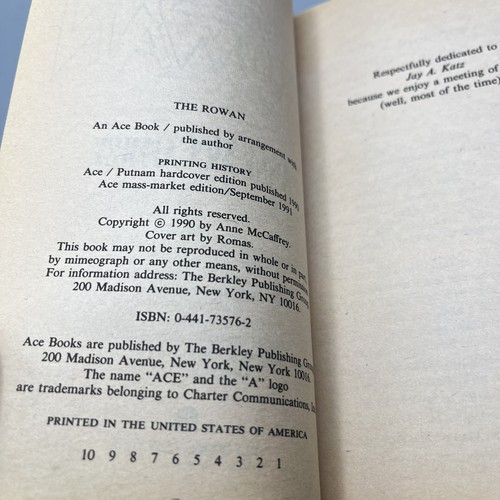 THE ROWAN
An Ace Book / published by arrangement with
the author
PRINTING HISTORY
Ace / Putnam hardcover edition published 1990
Ace mass-market edition/September 1991
All rights reserved.
Copyright © 1990 by Anne McCaffrey.
Cover art by Romas.
This book may not be reproduced in whole or in part,
by mimeograph or any other means, without permission.
For information address: The Berkley Publishing Group,
200 Madison Avenue, New York, NY 10016.
ISBN: 0-441-73576-2
Ace Books are published by The Berkley Publishing Group,
200 Madison Avenue, New York, New York 10016.
The name "ACE" and the "A" logo
are trademarks belonging to Charter Communications,
PRINTED IN THE UNITED STATES OF AMERICA
10 9 8 7 6 5 4 3 2 1
Respectfully dedicated to
Jay A. Katz
because we enjoy a meeting of
(well, most of the time)